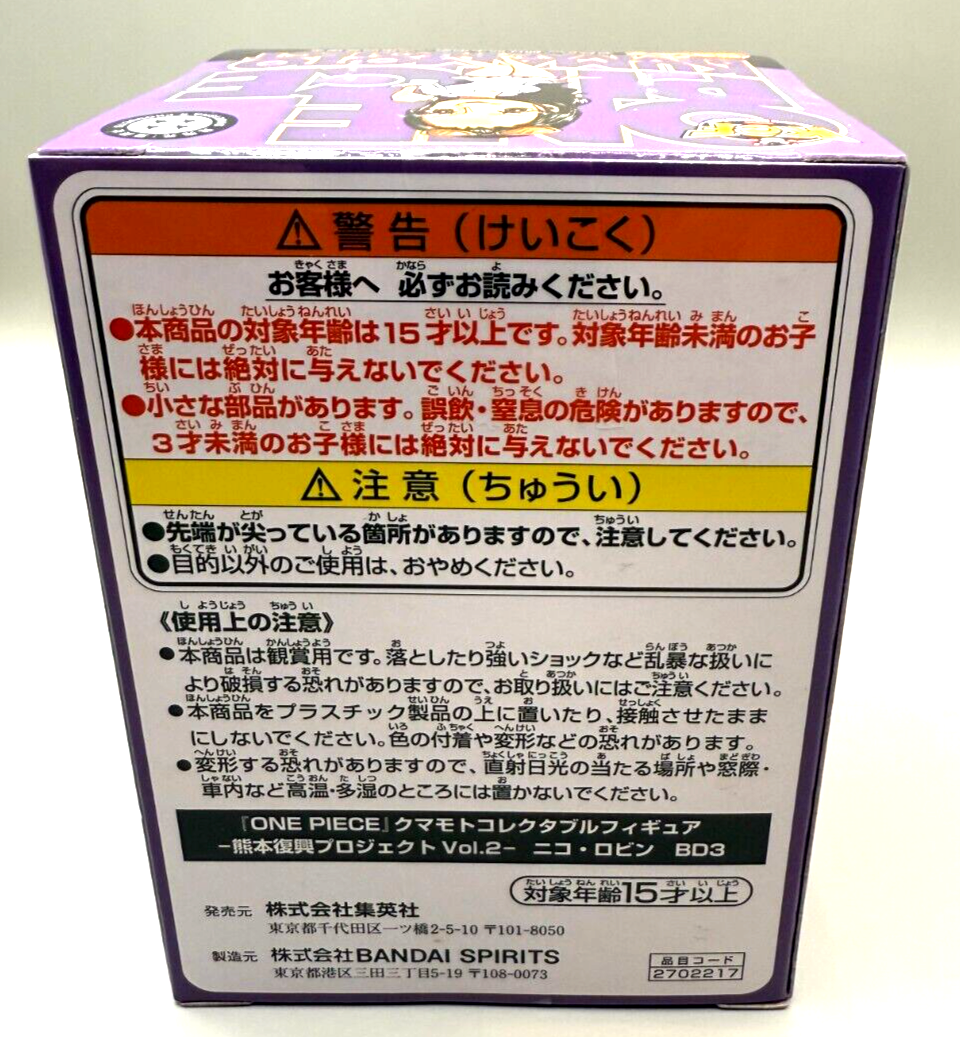 ⚠警告（けいこく）
お客様へ 必ずお読みください。
●本商品の対象年齢は15才以上です。対象年齢未満のお子
様には絶対に与えないでください。
●小さな部品があります。誤飲・窒息の危険がありますので、
3才未満のお子様には絶対に与えないでください。
⚠注意（ちゅうい）
●先端が尖っている箇所がありますので、注意してください。
●目的以外のご使用は、おやめください。
《使用上の注意》
●本商品は観賞用です。落としたり強いショックなど乱暴な扱いに
より破損する恐れがありますので、お取り扱いにはご注意ください。
●本商品をプラスチック製品の上に置いたり、接触させたまま
にしないでください。色の付着や変形などの恐れがあります。
●変形する恐れがありますので、直射日光の当たる場所や窓際・
車内など高温・多湿のところには置かないでください。
『ONE PIECE』クマモトコレクタブルフィギュア
-熊本復興プロジェクトVol.2- ニコ・ロビン BD3
対象年齢15才以上
発売元 株式会社集英社
東京都千代田区一ツ橋2-5-10 〒101-8050
製造元 株式会社BANDAI SPIRITS
東京都港区三田三丁目5-19 〒108-0073
品目コード
2702217